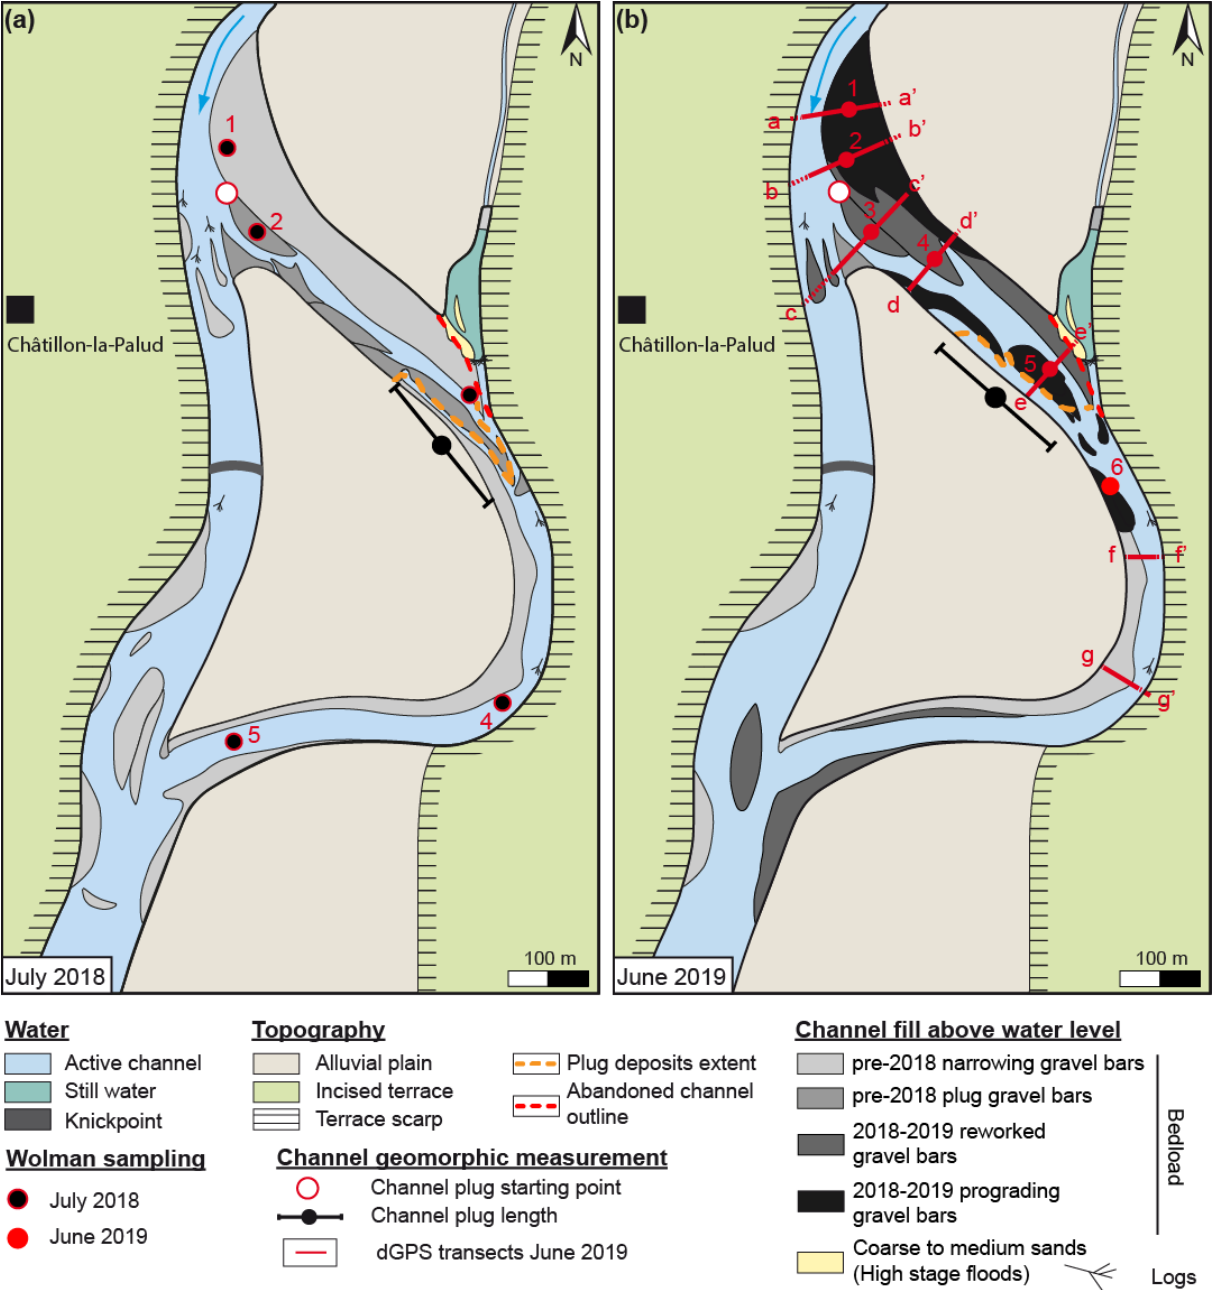 (a)
N
1
2
Châtillon-la-Palud
4
5
100 m
July 2018
(b)
N
1
a
a’
2
b’
b
c’
3
d’
4
d
c
e’
Châtillon-la-Palud
5
e
6
f
f’
g
g’
100 m
June 2019
Water
Active channel
Still water
Knickpoint
Wolman sampling
July 2018
June 2019
Topography
Alluvial plain
Incised terrace
Terrace scarp
Plug deposits extent
Abandoned channel
outline
Channel geomorphic measurement
Channel plug starting point
Channel plug length
dGPS transects June 2019
Channel fill above water level
pre-2018 narrowing gravel bars
pre-2018 plug gravel bars
2018-2019 reworked
gravel bars
2018-2019 prograding
gravel bars
Bedload
Coarse to medium sands
(High stage floods)
Logs